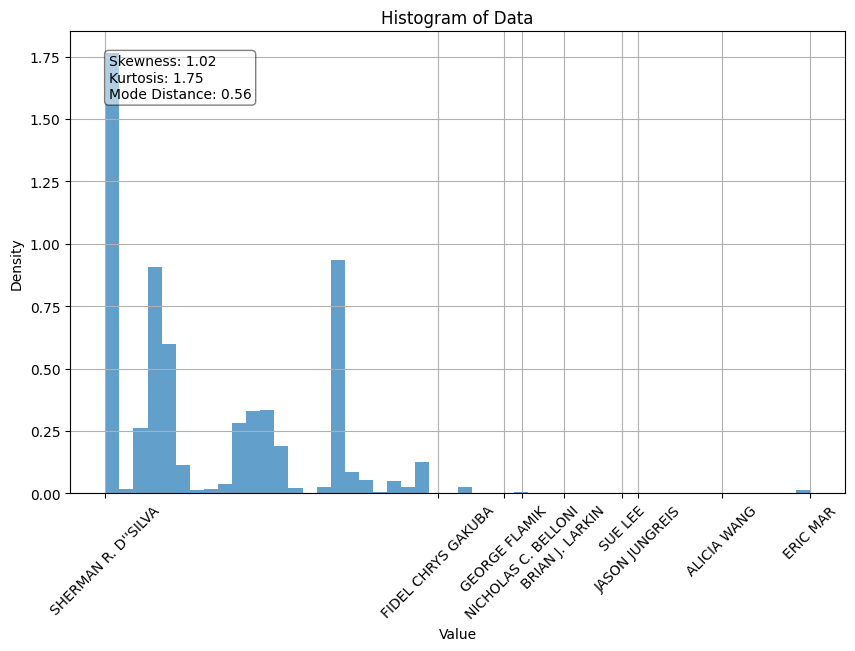 Histogram of Data
Skewness: 1.02
Kurtosis: 1.75
Mode Distance: 0.56
1.75
1.50
1.25
1.00
0.75
0.50
0.25
0.00
Density
SHERMAN R. D''SILVA
FIDEL CHRYS GAKUBA
GEORGE FLAMIK
NICHOLAS C. BELLONI
BRIAN J. LARKIN
SUE LEE
JASON JUNGREIS
ALICIA WANG
ERIC MAR
Value